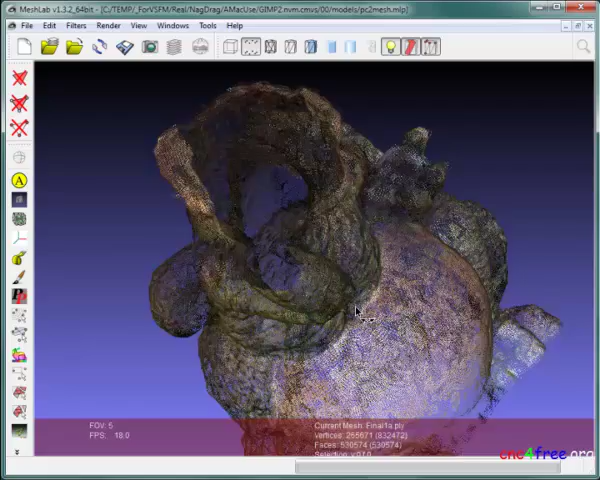 MeshLab v1.3.2_64bit - [C:/TEMP/_ForVSFM/Real/NagDrag/AMacUse/GIMP2.nvm.cmvs/00/models/pc2mesh.mlp]
File Edit Filters Render View Windows Tools Help
FOV: 5
FPS: 18.0
Current Mesh: Final1a.ply
Vertices: 265671 (832472)
Faces: 530574 (530574)
cnc4free.org